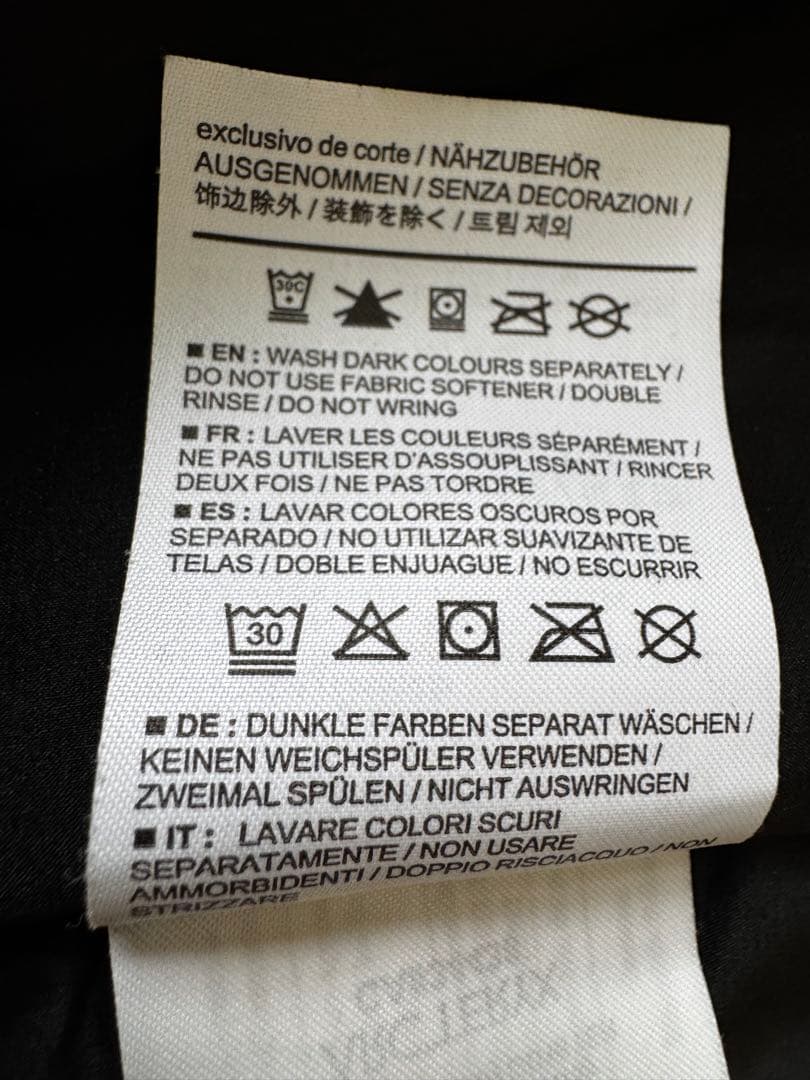 exclusivo de corte / NÄHZUBEHÖR
AUSGENOMMEN / SENZA DECORAZIONI /
饰边除外 / 装飾を除く / 트림 제외
30C
■ EN : WASH DARK COLOURS SEPARATELY /
DO NOT USE FABRIC SOFTENER / DOUBLE
RINSE / DO NOT WRING
■ FR : LAVER LES COULEURS SÉPARÉMENT /
NE PAS UTILISER D'ASSOUPLISSANT / RINCER
DEUX FOIS / NE PAS TORDRE
■ ES : LAVAR COLORES OSCUROS POR
SEPARADO / NO UTILIZAR SUAVIZANTE DE
TELAS / DOBLE ENJUAGUE / NO ESCURRIR
30
■ DE : DUNKLE FARBEN SEPARAT WÄSCHEN /
KEINEN WEICHSPÜLER VERWENDEN /
ZWEIMAL SPÜLEN / NICHT AUSWRINGEN
■ IT : LAVARE COLORI SCURI
SEPARATAMENTE / NON USARE
AMMORBIDENTI / DOPPIO RISCIACQUO / NON
STRIZZARE